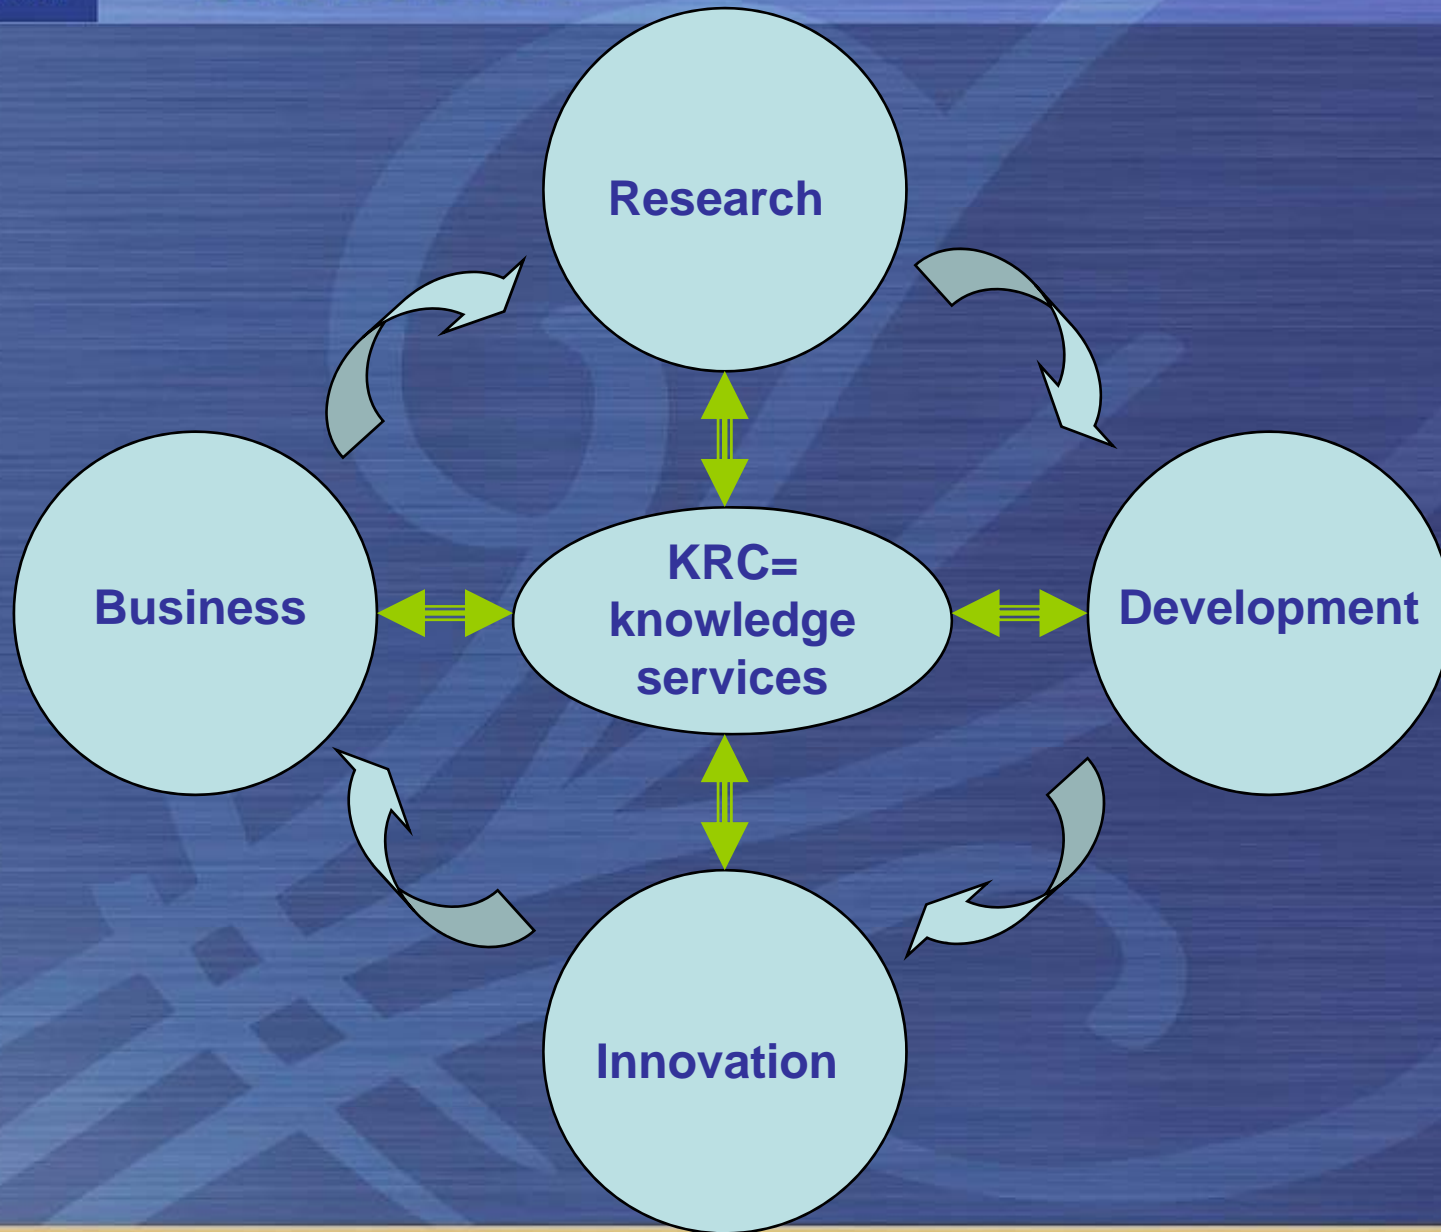 Research
Business
KRC=
knowledge
services
Development
Innovation